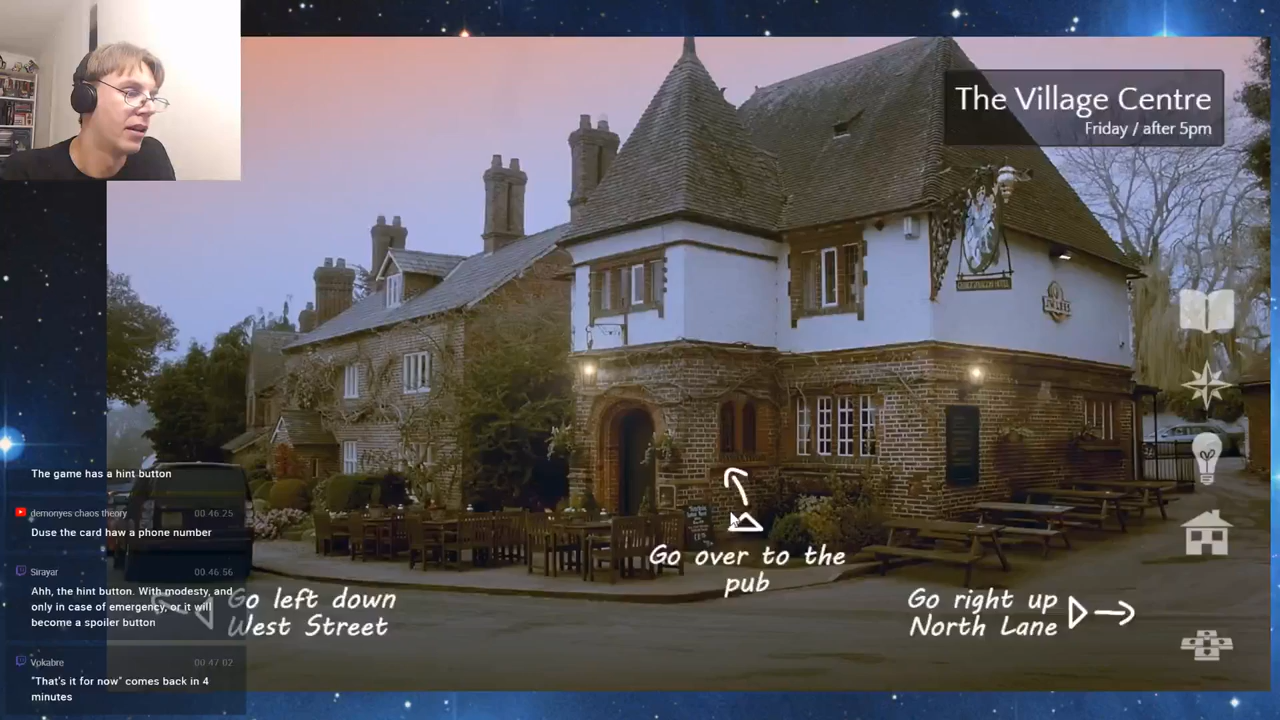 The Village Centre
Friday / after 5pm
Go over to the
pub
Go left down
West Street
Go right up
North Lane
The game has a hint button
demonyes chaos theory 00:46:25
Duse the card haw a phone number
Sirayar 00:46:56
Ahh, the hint button. With modesty, and
only in case of emergency, or it will
become a spoiler button
Vokabre 00:47:02
"That's it for now" comes back in 4
minutes